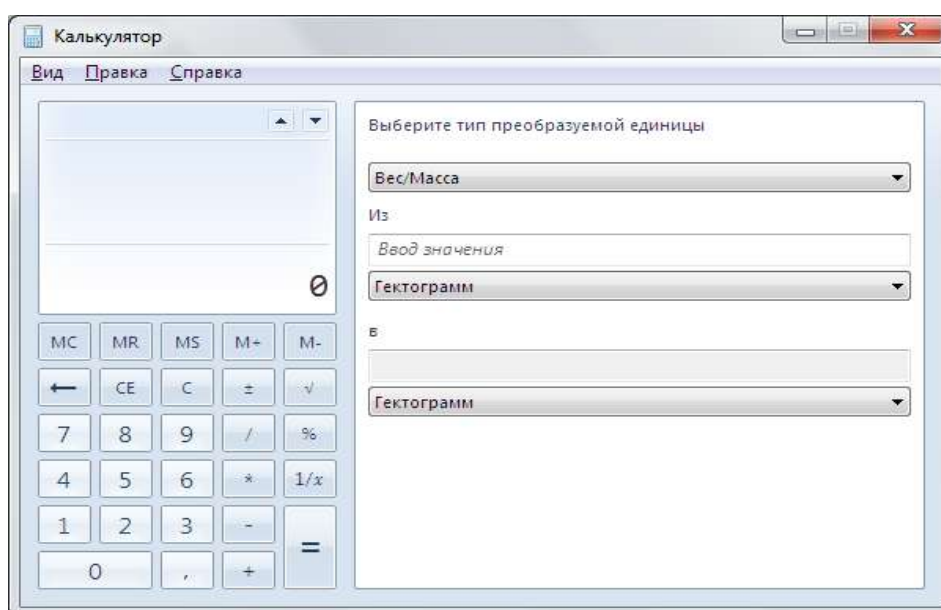 Калькулятор
Вид Правка Справка
0
MC MR MS M+ M-
← CE C ± √
7 8 9 / %
4 5 6 * 1/x
1 2 3 - =
0 , +
Выберите тип преобразуемой единицы
Вес/Масса
Из
Ввод значения
Гектограмм
в
Гектограмм